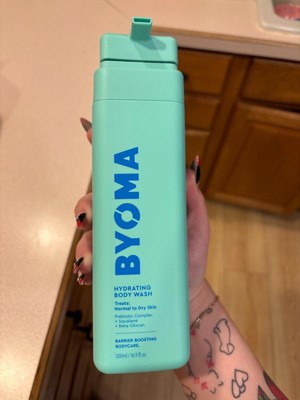 BYOMA
HYDRATING
BODY WASH
Treats:
Normal to Dry Skin
Prebiotic Complex
+ Squalane
+ Beta-Glucan
BARRIER BOOSTING
BODYCARE.
500ml / 16.9 fl.oz